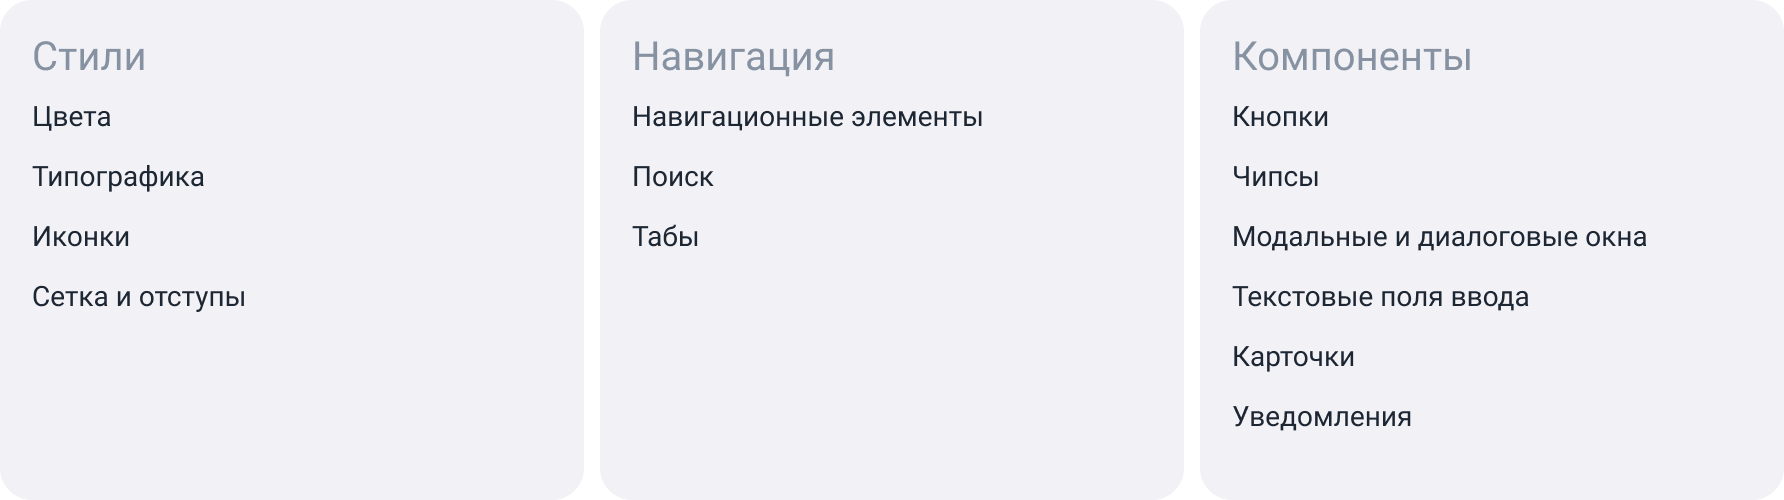 Стили
Цвета
Типографика
Иконки
Сетка и отступы
Навигация
Навигационные элементы
Поиск
Табы
Компоненты
Кнопки
Чипсы
Модальные и диалоговые окна
Текстовые поля ввода
Карточки
Уведомления